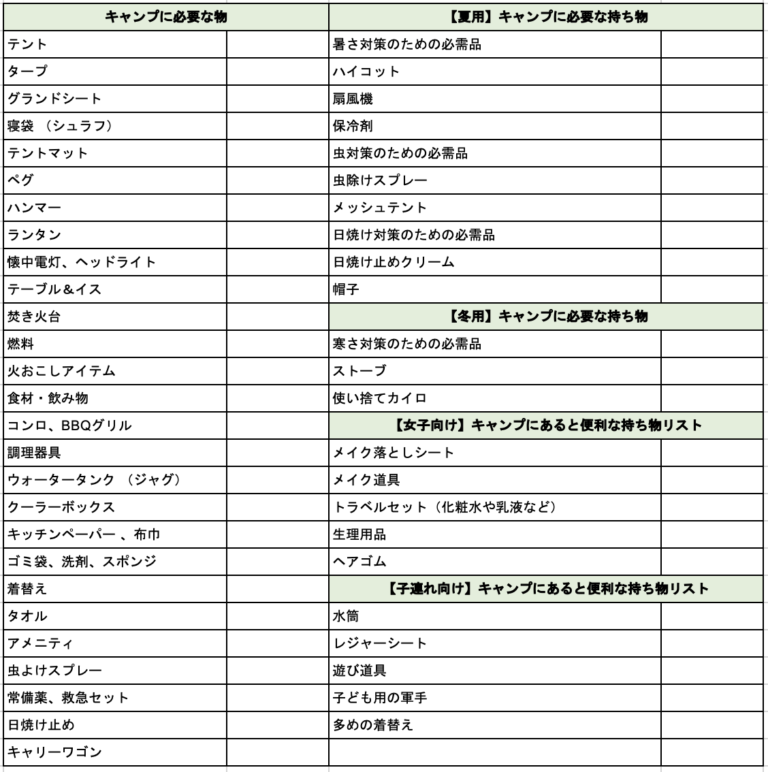 キャンプに必要な物
テント
タープ
グランドシート
寝袋 （シュラフ）
テントマット
ペグ
ハンマー
ランタン
懐中電灯、ヘッドライト
テーブル＆イス
焚き火台
燃料
火おこしアイテム
食材・飲み物
コンロ、BBQグリル
調理器具
ウォータータンク （ジャグ）
クーラーボックス
キッチンペーパー 、布巾
ゴミ袋、洗剤、スポンジ
着替え
タオル
アメニティ
虫よけスプレー
常備薬、救急セット
日焼け止め
キャリーワゴン
【夏用】キャンプに必要な持ち物
暑さ対策のための必需品
ハイコット
扇風機
保冷剤
虫対策のための必需品
虫除けスプレー
メッシュテント
日焼け対策のための必需品
日焼け止めクリーム
帽子
【冬用】キャンプに必要な持ち物
寒さ対策のための必需品
ストーブ
使い捨てカイロ
【女子向け】キャンプにあると便利な持ち物リスト
メイク落としシート
メイク道具
トラベルセット（化粧水や乳液など）
生理用品
ヘアゴム
【子連れ向け】キャンプにあると便利な持ち物リスト
水筒
レジャーシート
遊び道具
子ども用の軍手
多めの着替え